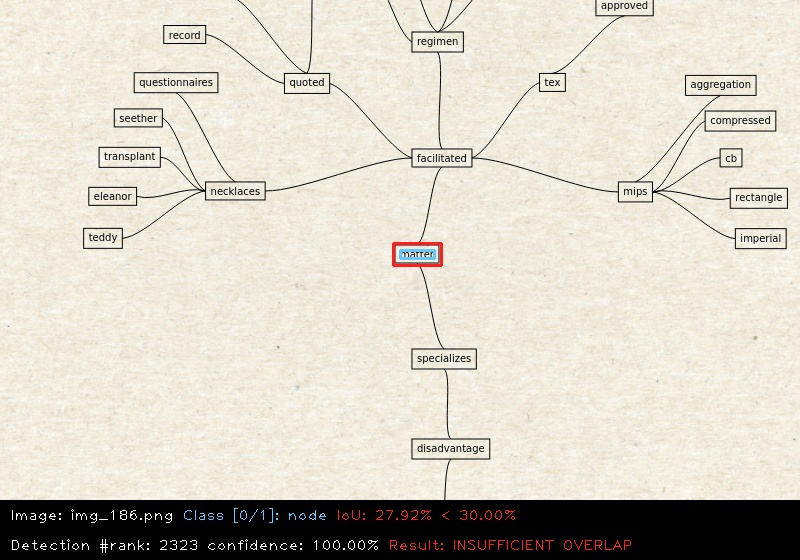 approved
record
regimen
questionnaires
quoted
tex
aggregation
seether
compressed
transplant
facilitated
cb
eleanor
necklaces
mips
rectangle
teddy
imperial
matter
specializes
disadvantage
Image: img_186.png Class [0/1]: node IoU: 27.92% < 30.00%
Detection #rank: 2323 confidence: 100.00% Result: INSUFFICIENT OVERLAP